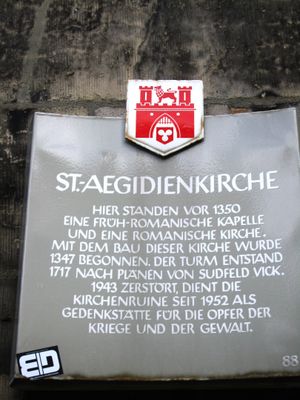 ST.-AEGIDIENKIRCHE
HIER STANDEN VOR 1350
EINE FRÜH-ROMANISCHE KAPELLE
UND EINE ROMANISCHE KIRCHE.
MIT DEM BAU DIESER KIRCHE WURDE
1347 BEGONNEN. DER TURM ENTSTAND
1717 NACH PLÄNEN VON SUDFELD VICK.
1943 ZERSTÖRT, DIENT DIE
KIRCHENRUINE SEIT 1952 ALS
GEDENKSTÄTTE FÜR DIE OPFER DER
KRIEGE UND DER GEWALT.
88